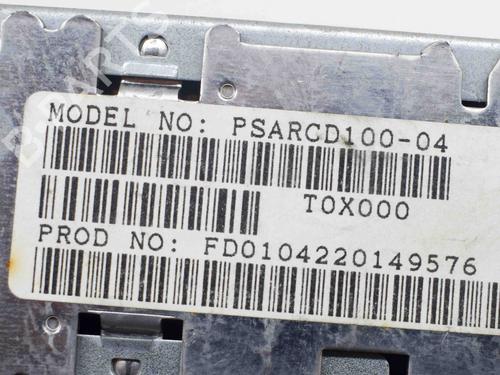 MODEL NO: PSARCD100-04
T0X000
PROD NO: FD0104220149576